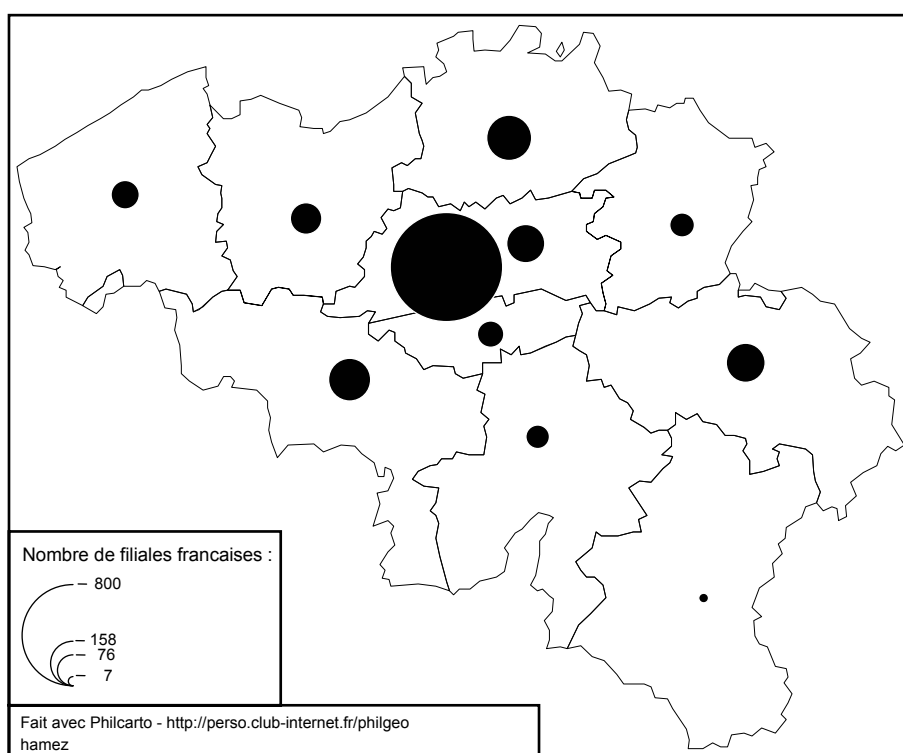 Nombre de filiales francaises :
800
158
76
7
Fait avec Philcarto - http://perso.club-internet.fr/philgeo
hamez